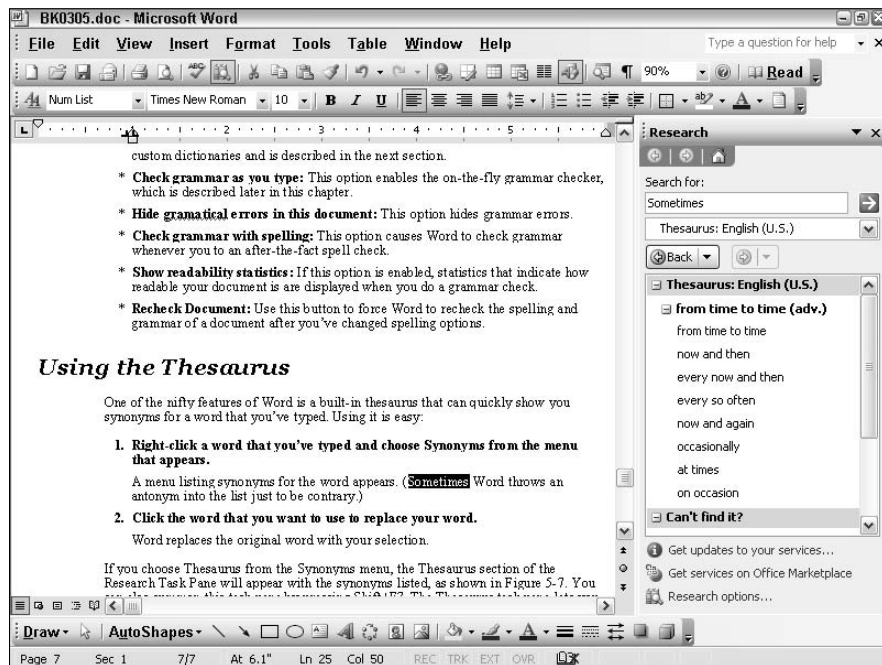 BK0305.doc - Microsoft Word
File Edit View Insert Format Tools Table Window Help
Type a question for help
90%
Read
Num List Times New Roman 10 B I U
1 2 3 4 5
custom dictionaries and is described in the next section.
* Check grammar as you type: This option enables the on-the-fly grammar checker,
which is described later in this chapter.
* Hide gramatical errors in this document: This option hides grammar errors.
* Check grammar with spelling: This option causes Word to check grammar
whenever you to an after-the-fact spell check.
* Show readability statistics: If this option is enabled, statistics that indicate how
readable your document is are displayed when you do a grammar check.
* Recheck Document: Use this button to force Word to recheck the spelling and
grammar of a document after you've changed spelling options.
Using the Thesaurus
One of the nifty features of Word is a built-in thesaurus that can quickly show you
synonyms for a word that you've typed. Using it is easy:
1. Right-click a word that you've typed and choose Synonyms from the menu
that appears.
A menu listing synonyms for the word appears. (Sometimes Word throws an
antonym into the list just to be contrary.)
2. Click the word that you want to use to replace your word.
Word replaces the original word with your selection.
If you choose Thesaurus from the Synonyms menu, the Thesaurus section of the
Research Task Pane will appear with the synonyms listed, as shown in Figure 5-7. You
Research
Search for:
Sometimes
Thesaurus: English (U.S.)
Back
Thesaurus: English (U.S.)
from time to time (adv.)
from time to time
now and then
every now and then
every so often
now and again
occasionally
at times
on occasion
Can't find it?
Get updates to your services...
Get services on Office Marketplace
Research options...
Draw AutoShapes
Page 7 Sec 1 7/7 At 6.1" Ln 25 Col 50 REC TRK EXT OVR